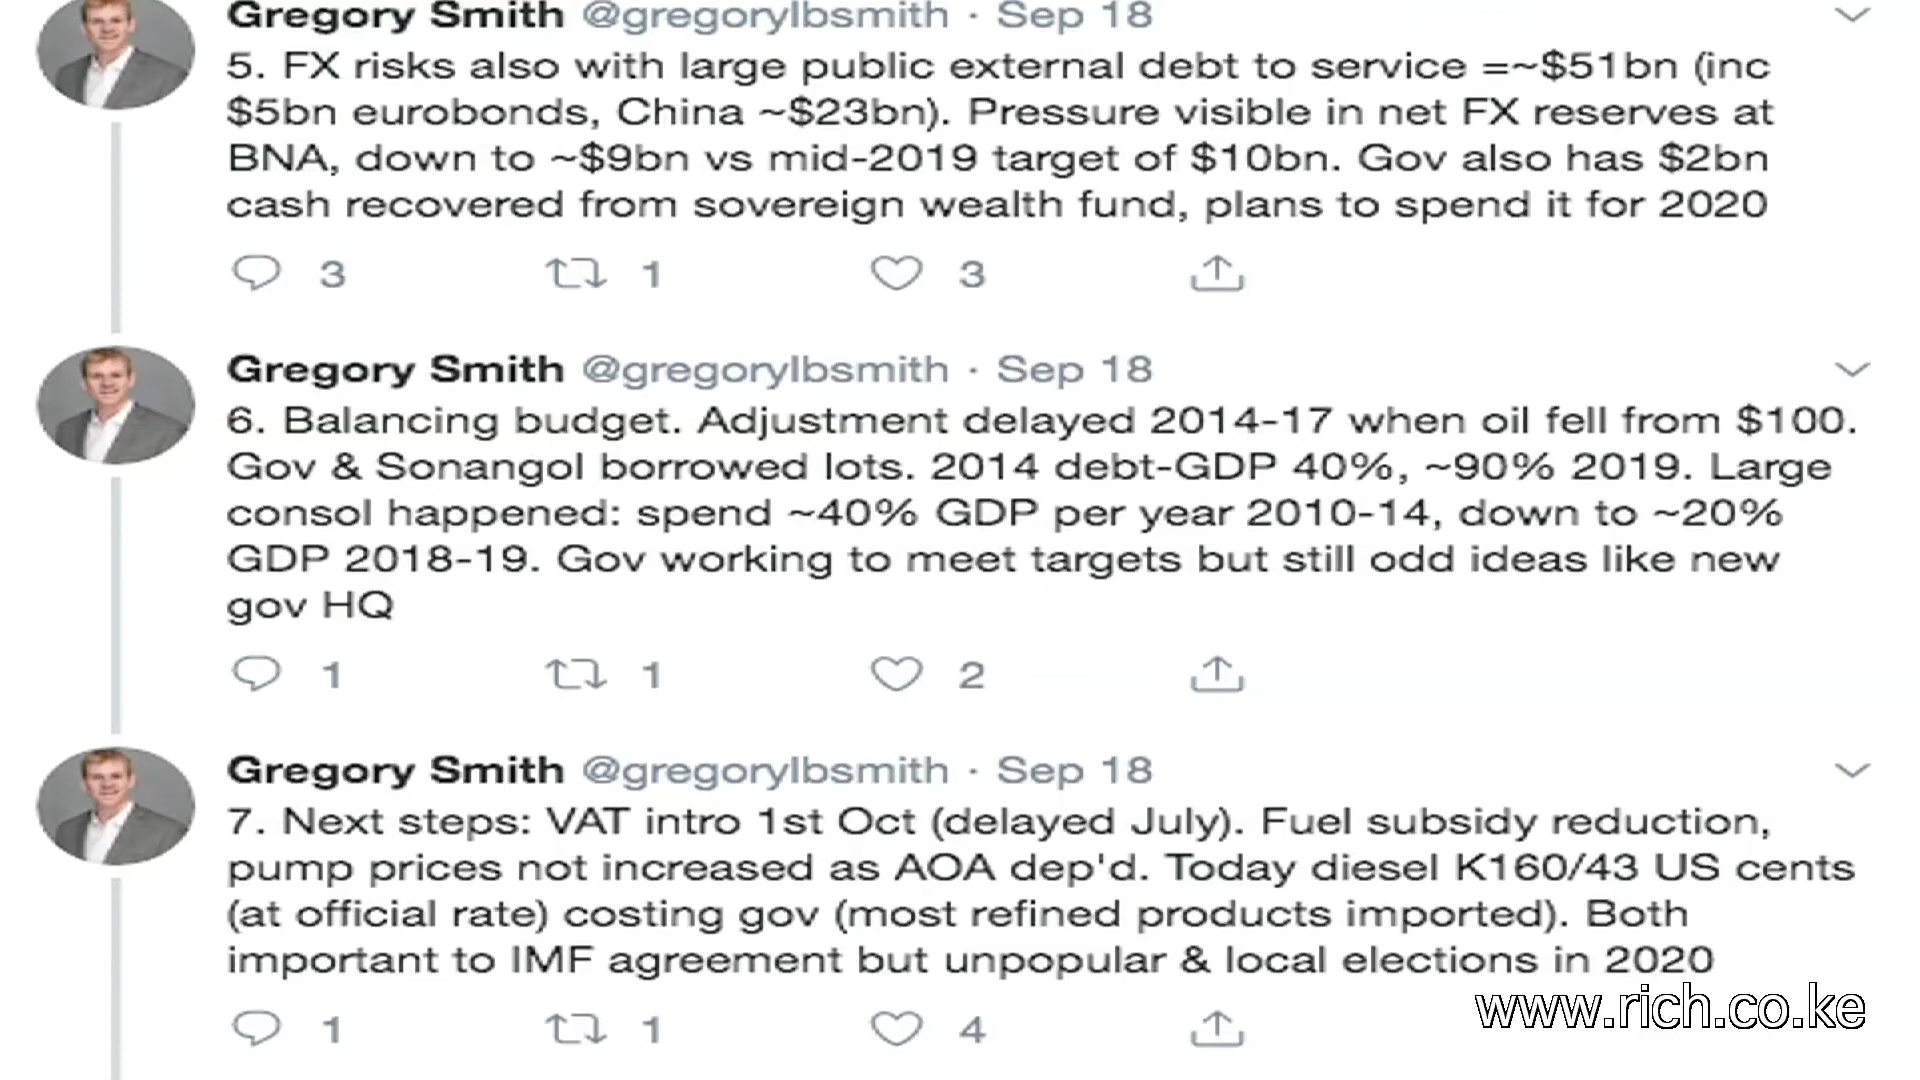 Gregory Smith @gregorylbsmith · Sep 18
5. FX risks also with large public external debt to service =~$51bn (inc
$5bn eurobonds, China ~$23bn). Pressure visible in net FX reserves at
BNA, down to ~$9bn vs mid-2019 target of $10bn. Gov also has $2bn
cash recovered from sovereign wealth fund, plans to spend it for 2020
3 1 3
Gregory Smith @gregorylbsmith · Sep 18
6. Balancing budget. Adjustment delayed 2014-17 when oil fell from $100.
Gov & Sonangol borrowed lots. 2014 debt-GDP 40%, ~90% 2019. Large
consol happened: spend ~40% GDP per year 2010-14, down to ~20%
GDP 2018-19. Gov working to meet targets but still odd ideas like new
gov HQ
1 1 2
Gregory Smith @gregorylbsmith · Sep 18
7. Next steps: VAT intro 1st Oct (delayed July). Fuel subsidy reduction,
pump prices not increased as AOA dep'd. Today diesel K160/43 US cents
(at official rate) costing gov (most refined products imported). Both
important to IMF agreement but unpopular & local elections in 2020
www.rich.co.ke
1 1 4